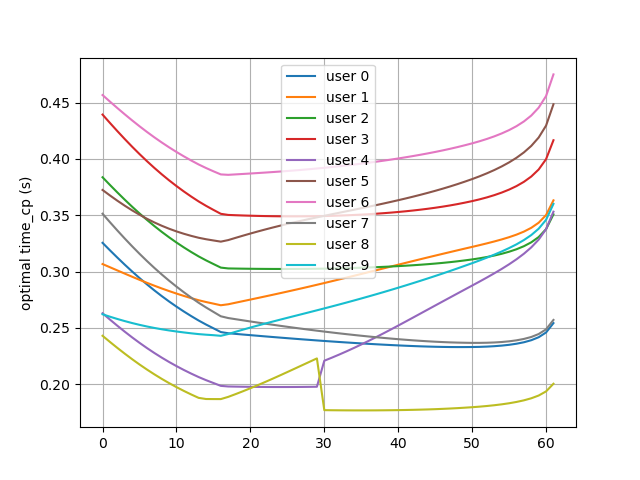 optimal time_cp (s)
0.45
0.40
0.35
0.30
0.25
0.20
0 10 20 30 40 50 60
user 0
user 1
user 2
user 3
user 4
user 5
user 6
user 7
user 8
user 9